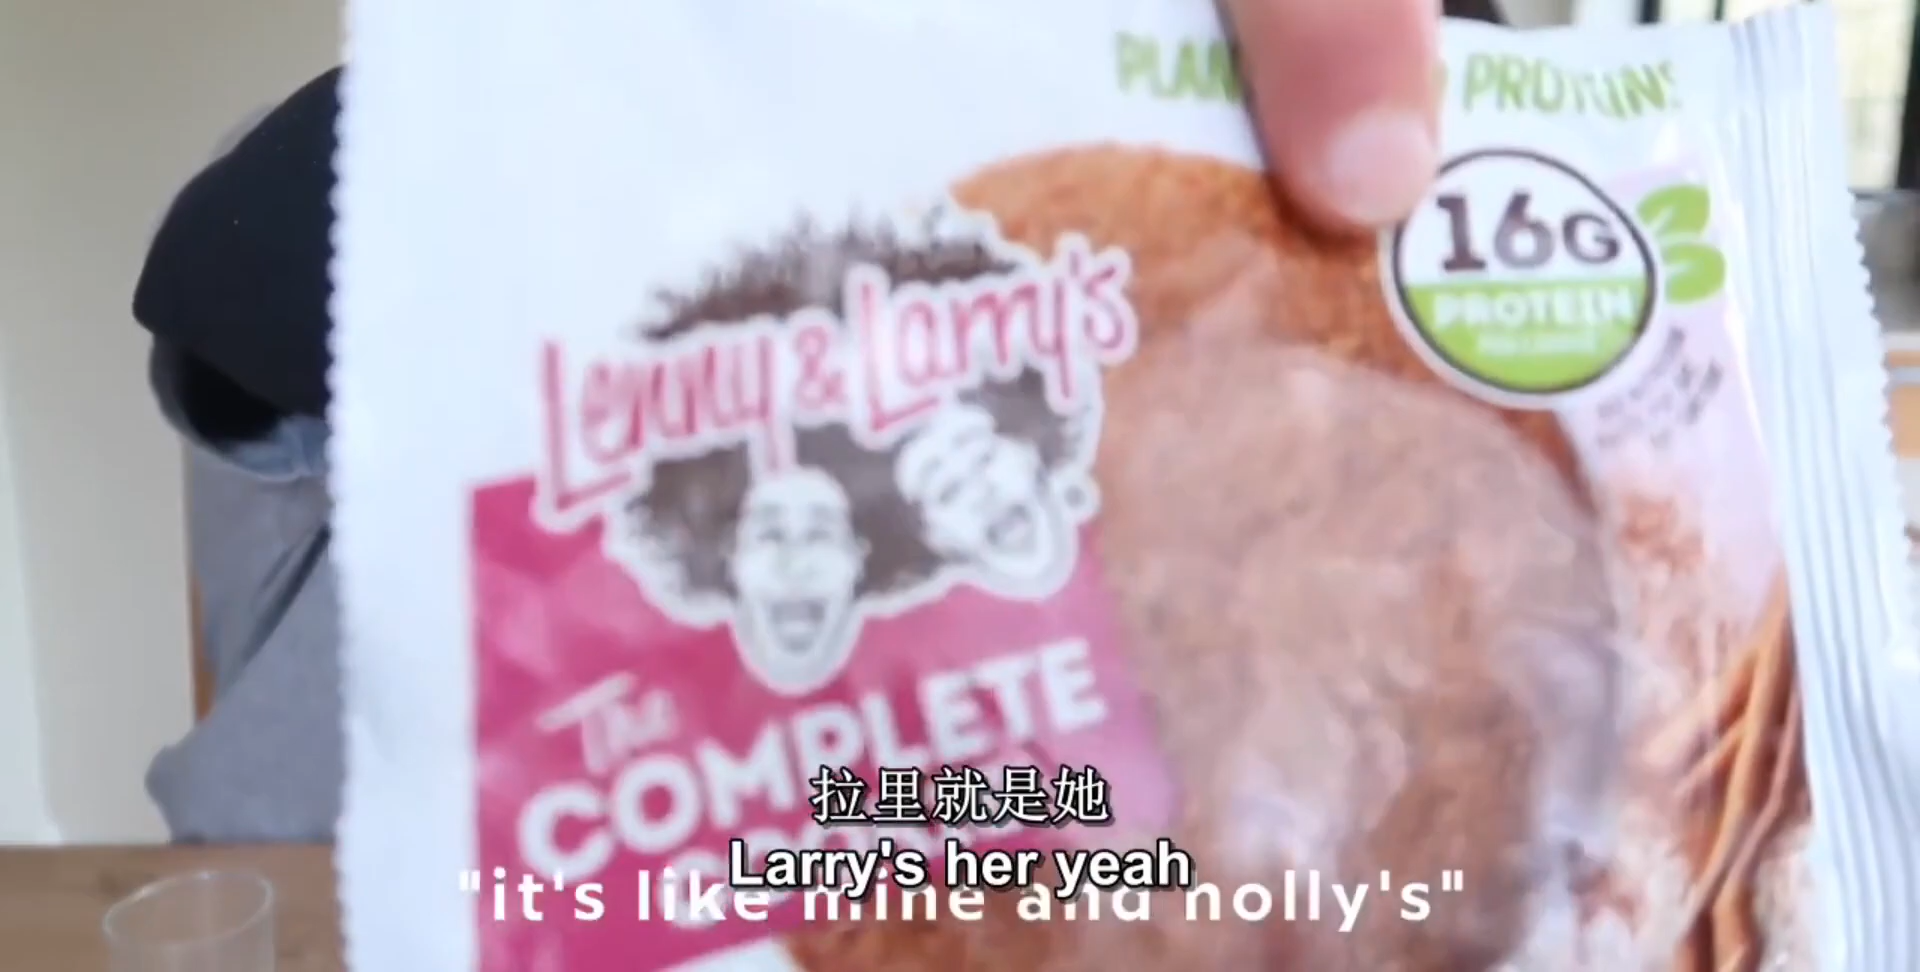 PROTEINS
16G
PROTEIN
Lenny & Larry's
The
COMPLETE
拉里就是她
Larry's her yeah
"it's like mine and holly's"